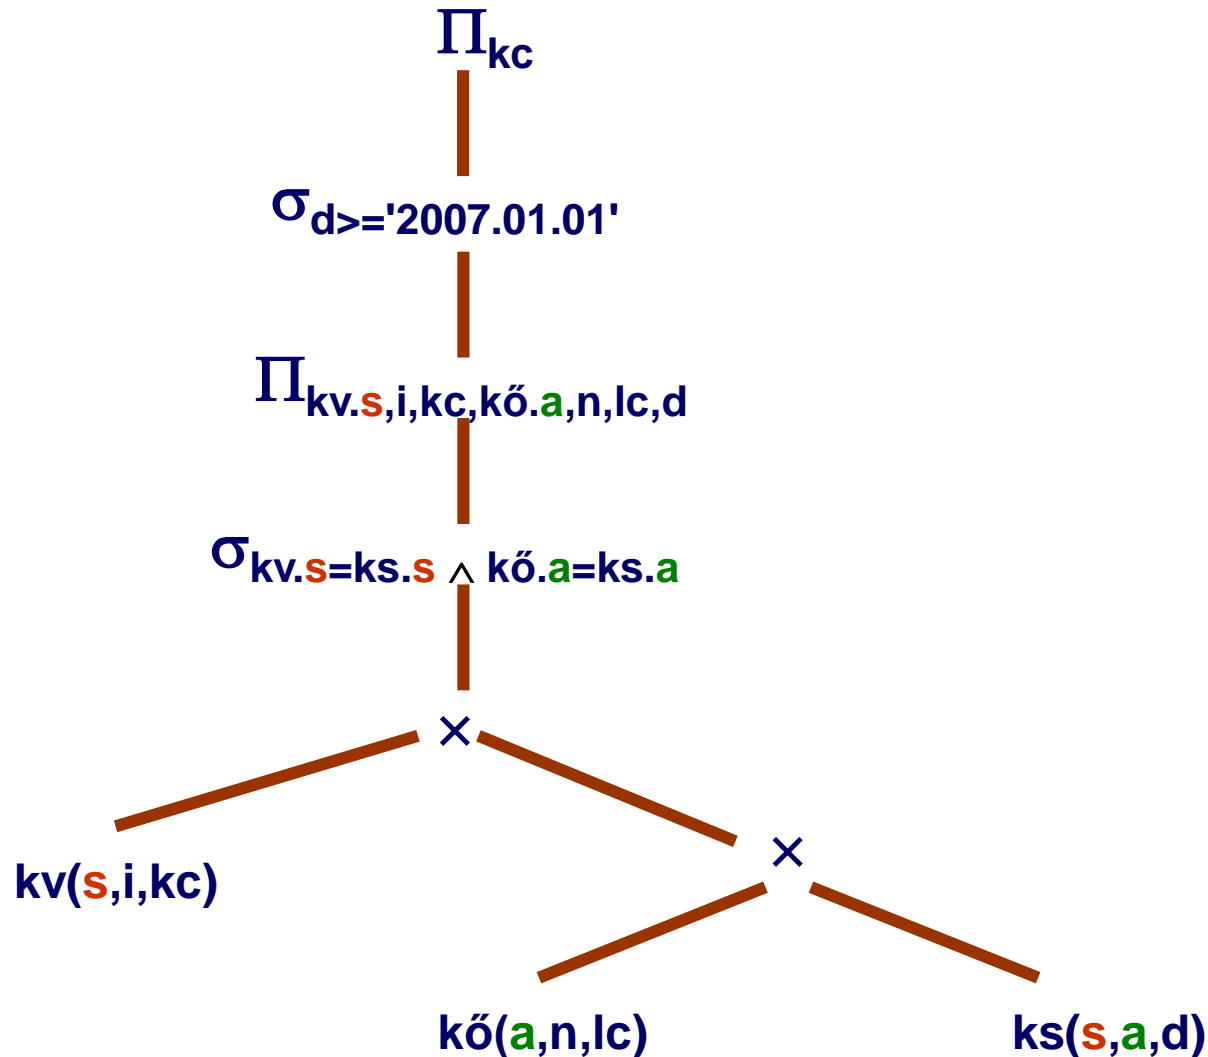 Πkc
σd>='2007.01.01'
Πkv.s,i,kc,kő.a,n,lc,d
σkv.s=ks.s ∧ kő.a=ks.a
×
×
kv(s,i,kc)
kő(a,n,lc) ks(s,a,d)